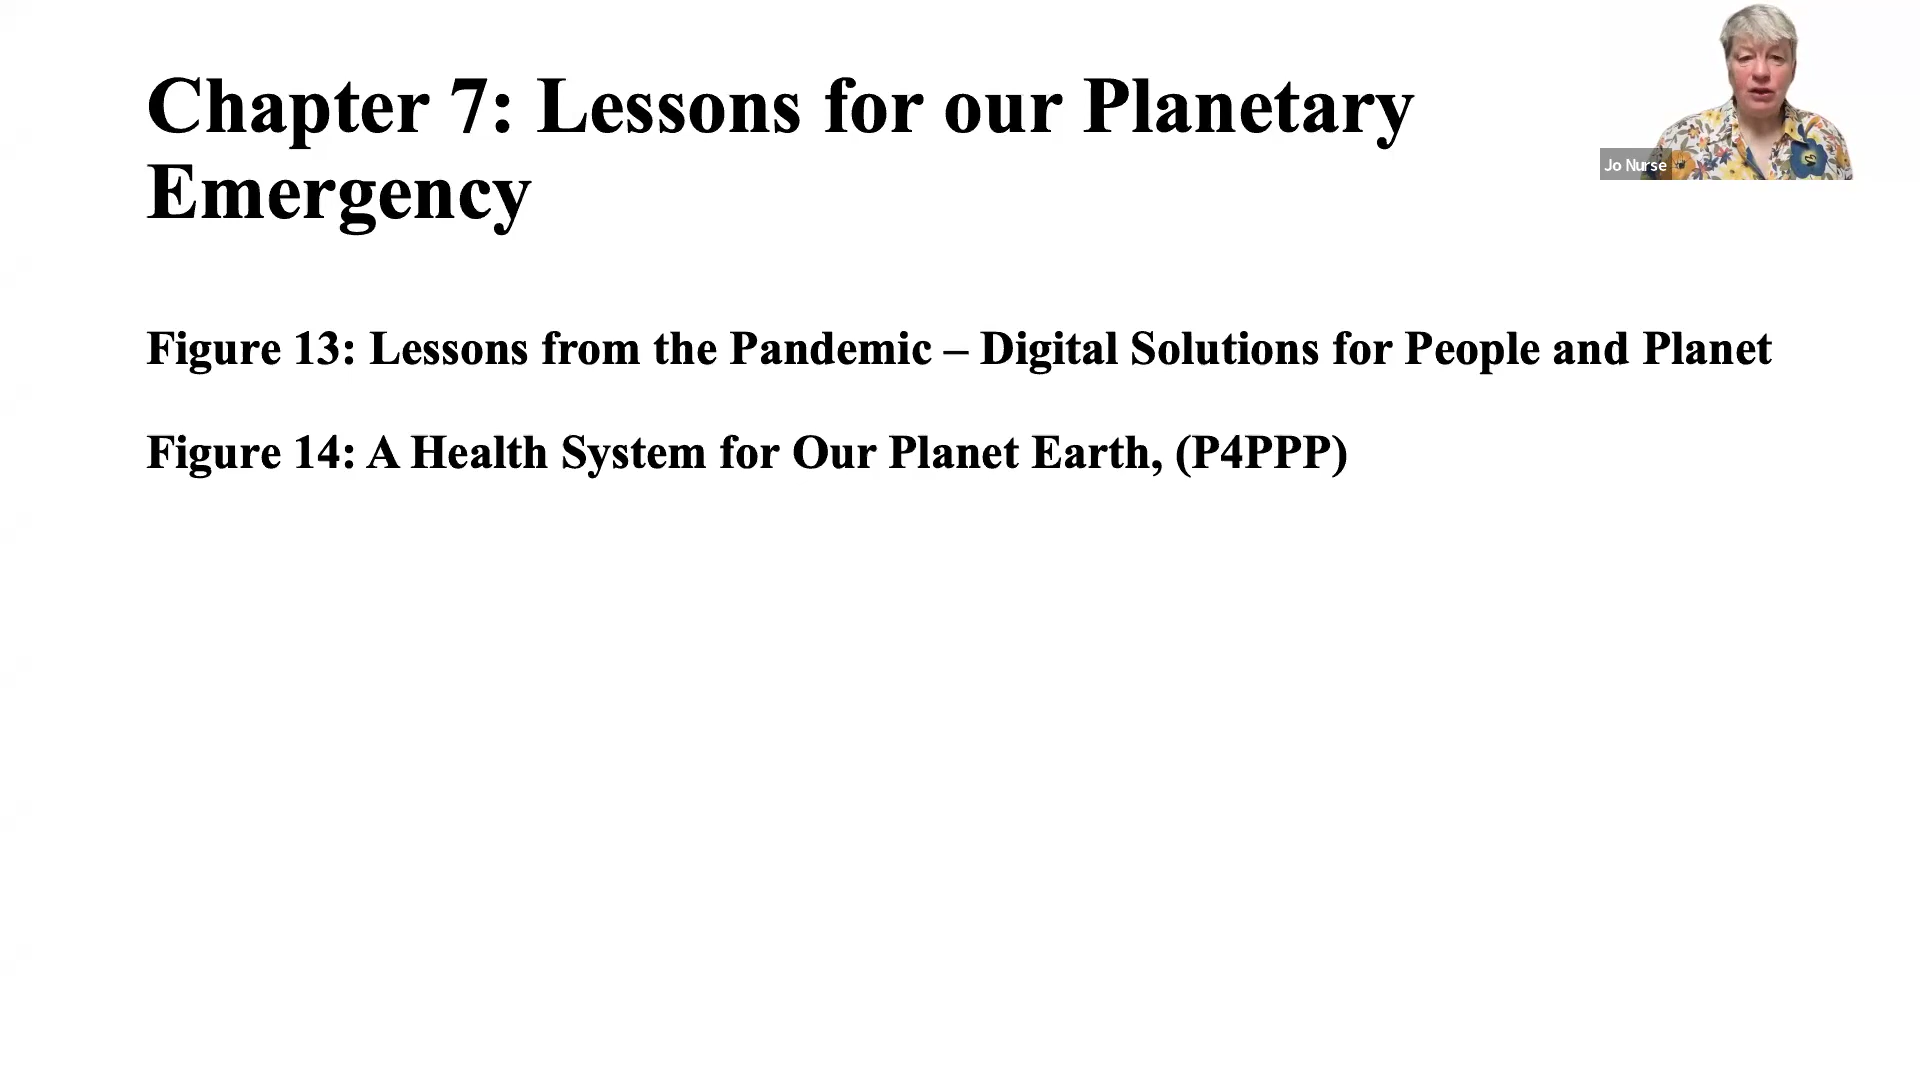 Chapter 7: Lessons for our Planetary
Emergency
Jo Nurse
Figure 13: Lessons from the Pandemic – Digital Solutions for People and Planet
Figure 14: A Health System for Our Planet Earth, (P4PPP)